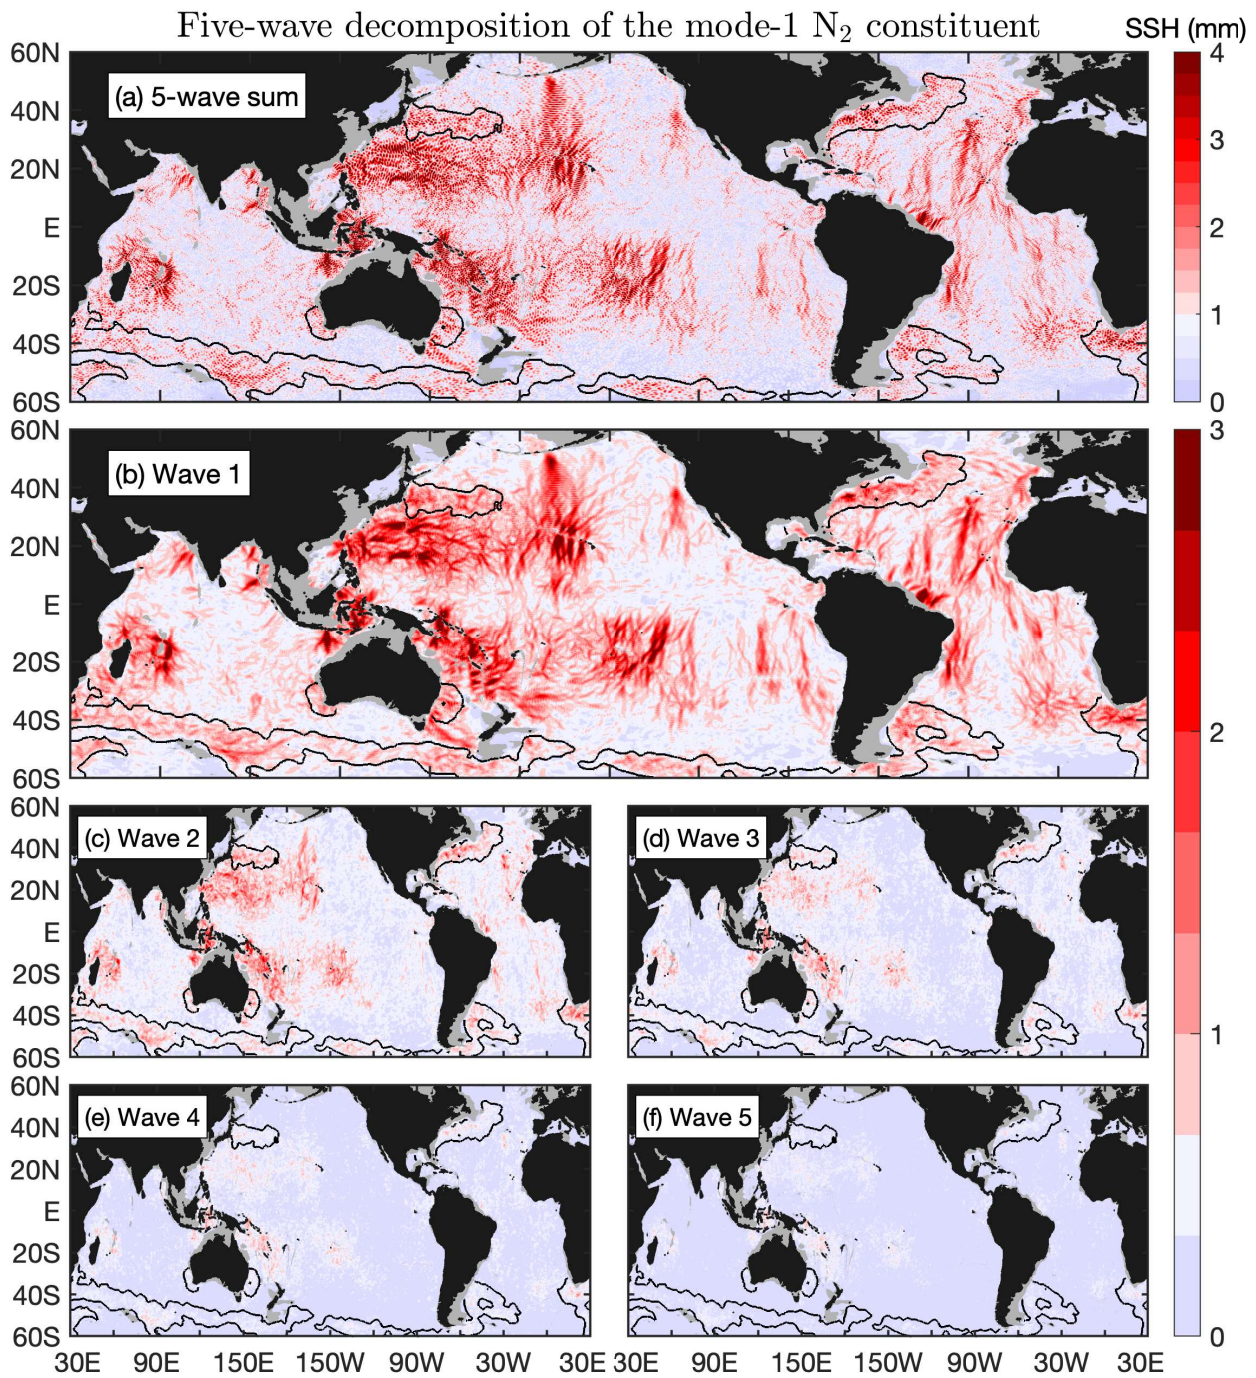 Five-wave decomposition of the mode-1 N₂ constituent
SSH (mm)
60N
40N
20N
E
20S
40S
60S
(a) 5-wave sum
4
3
2
1
0
60N
40N
20N
E
20S
40S
60S
(b) Wave 1
3
2
1
0
60N
40N
20N
E
20S
40S
60S
(c) Wave 2
(d) Wave 3
60N
40N
20N
E
20S
40S
60S
(e) Wave 4
(f) Wave 5
30E 90E 150E 150W 90W 30W 30E
30E 90E 150E 150W 90W 30W 30E